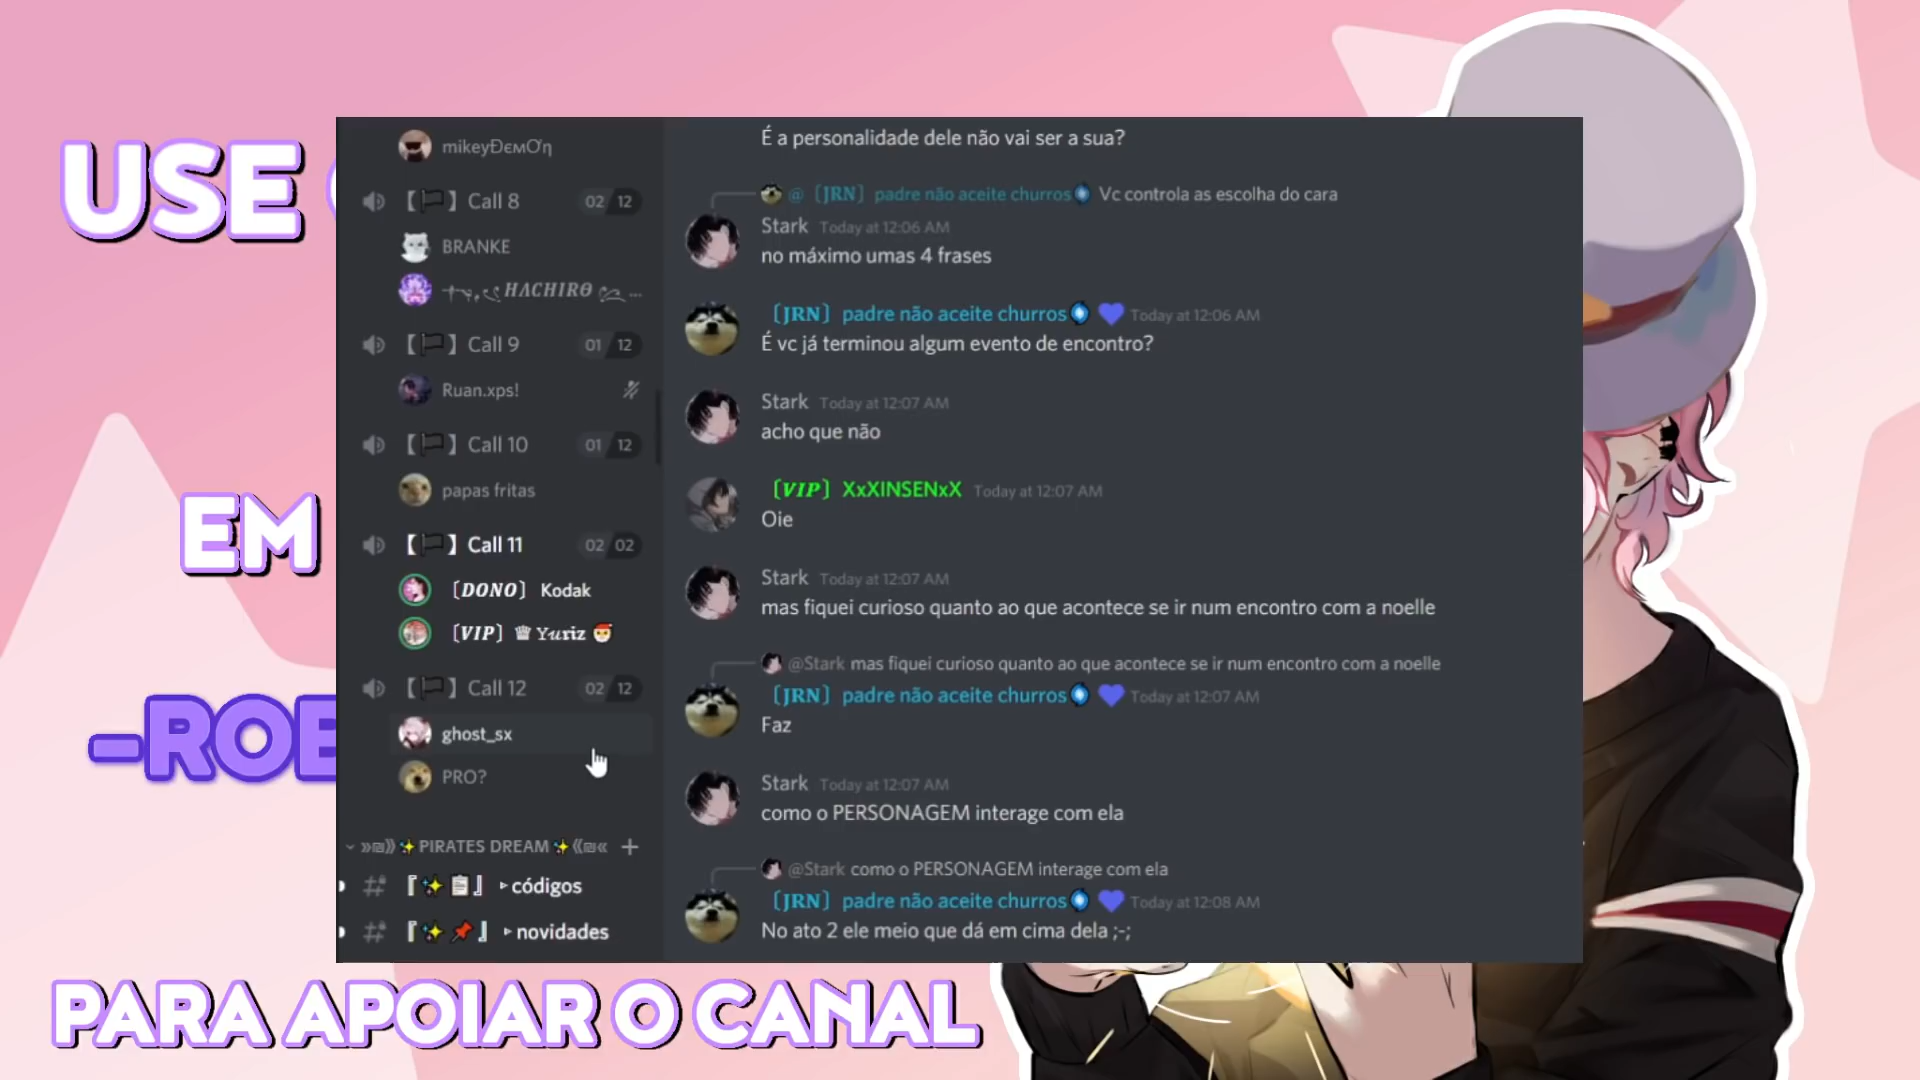 USE
EM
-ROB
PARA APOIAR O CANAL
mikeyĐємƠη
【🏴】Call 8 02 12
BRANKE
HACHIRO ...
【🏴】Call 9 01 12
Ruan.xps!
【🏴】Call 10 01 12
papas fritas
【🏴】Call 11 02 02
〔DONO〕 Kodak
〔VIP〕 ♕ Yuriz 🎅
【🏴】Call 12 02 12
ghost_sx
PRO?
✨ PIRATES DREAM ✨
『✨📋』 ▸códigos
『✨📌』 ▸novidades
É a personalidade dele não vai ser a sua?
@〔JRN〕 padre não aceite churros Vc controla as escolha do cara
Stark Today at 12:06 AM
no máximo umas 4 frases
〔JRN〕 padre não aceite churros Today at 12:06 AM
É vc já terminou algum evento de encontro?
Stark Today at 12:07 AM
acho que não
〔VIP〕 XxXINSENxX Today at 12:07 AM
Oie
Stark Today at 12:07 AM
mas fiquei curioso quanto ao que acontece se ir num encontro com a noelle
@Stark mas fiquei curioso quanto ao que acontece se ir num encontro com a noelle
〔JRN〕 padre não aceite churros Today at 12:07 AM
Faz
Stark Today at 12:07 AM
como o PERSONAGEM interage com ela
@Stark como o PERSONAGEM interage com ela
〔JRN〕 padre não aceite churros Today at 12:08 AM
No ato 2 ele meio que dá em cima dela ;-;